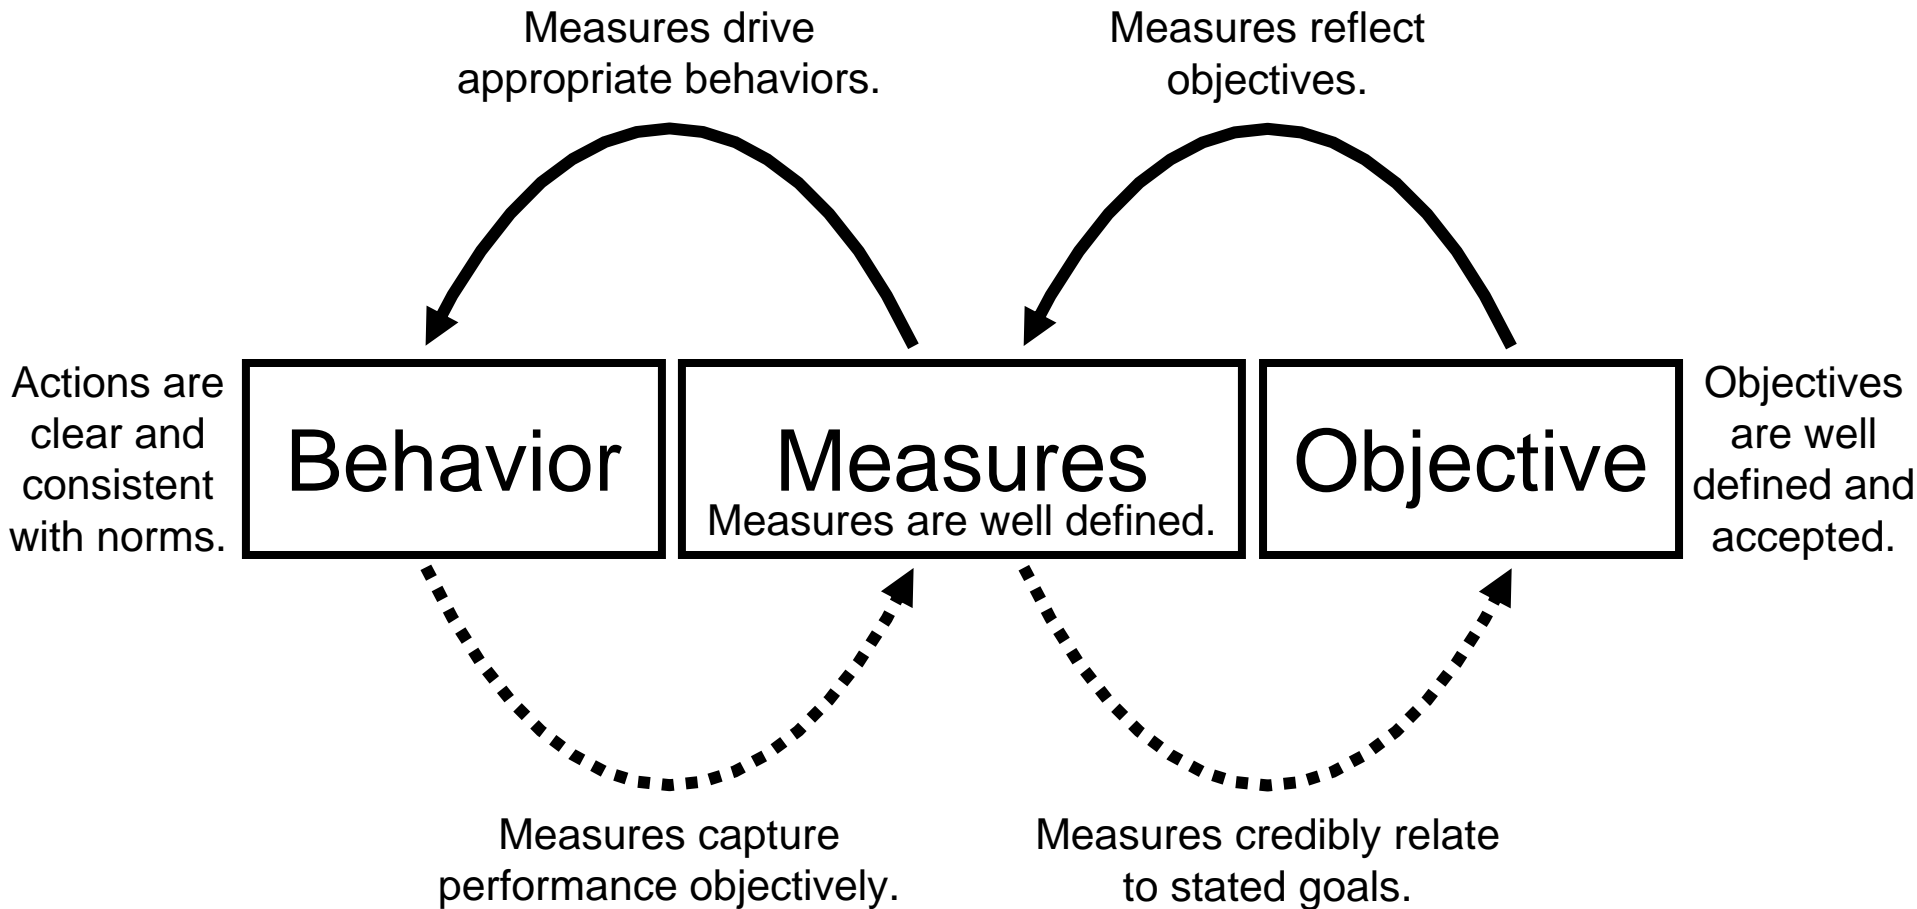 Measures drive
appropriate behaviors.
Measures reflect
objectives.
Actions are
clear and
consistent
with norms.
Behavior
Measures
Measures are well defined.
Objective
Objectives
are well
defined and
accepted.
Measures capture
performance objectively.
Measures credibly relate
to stated goals.